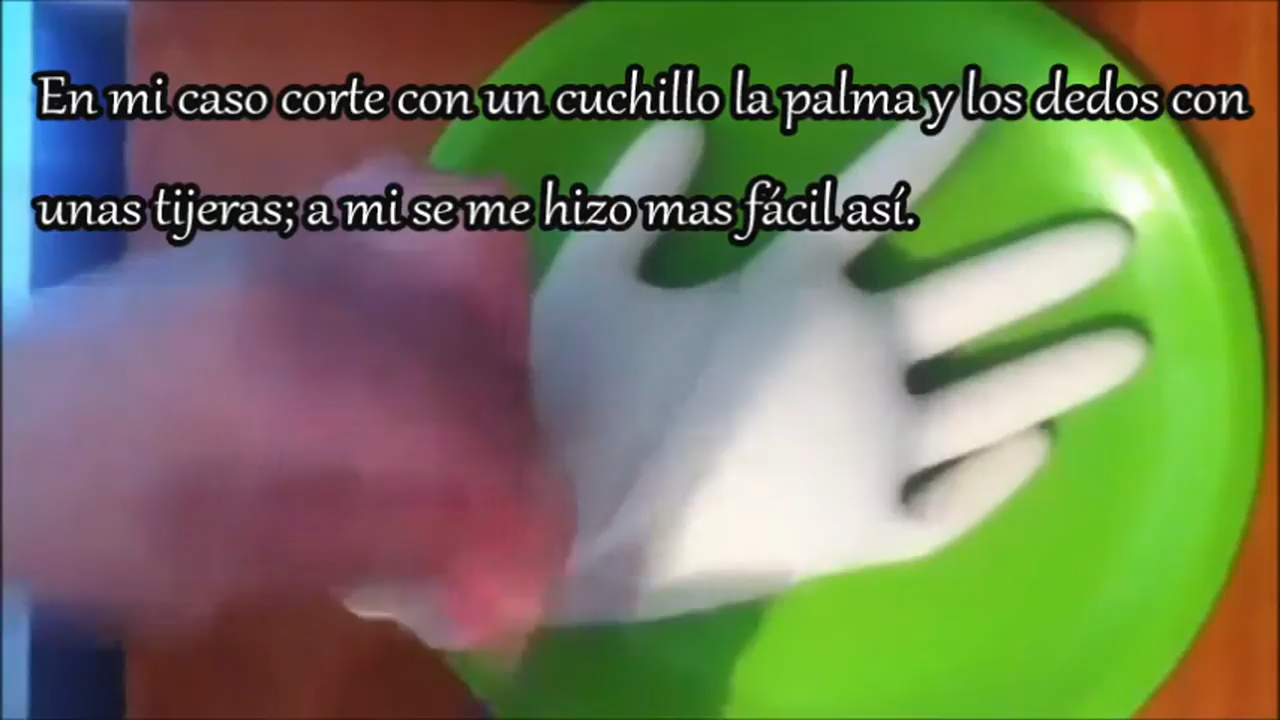 En mi caso corte con un cuchillo la palma y los dedos con
unas tijeras; a mi se me hizo mas fácil así.